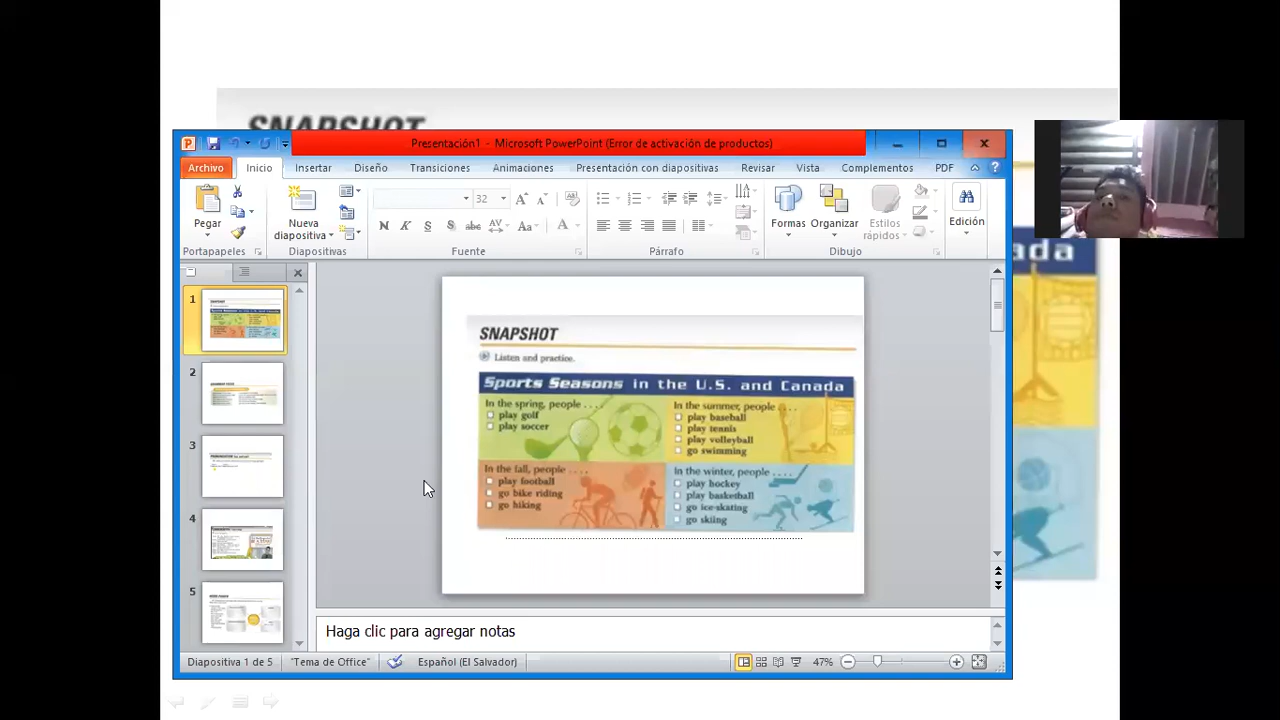 SNAPSHOT
Presentación1 - Microsoft PowerPoint (Error de activación de productos)
Archivo Inicio Insertar Diseño Transiciones Animaciones Presentación con diapositivas Revisar Vista Complementos PDF
32
Pegar
Nueva
diapositiva
N K S S abc AV Aa A
Formas Organizar Estilos
rápidos
Edición
Portapapeles Diapositivas Fuente Párrafo Dibujo
ada
1
2
3
4
5
SNAPSHOT
Listen and practice.
Sports Seasons in the U.S. and Canada
In the spring, people . . . .
play golf
play soccer
In the summer, people . . . .
play baseball
play tennis
play volleyball
go swimming
In the fall, people . . . .
play football
go bike riding
go hiking
In the winter, people . . . .
play hockey
play basketball
go ice-skating
go skiing
Haga clic para agregar notas
Diapositiva 1 de 5 "Tema de Office" Español (El Salvador) 47%